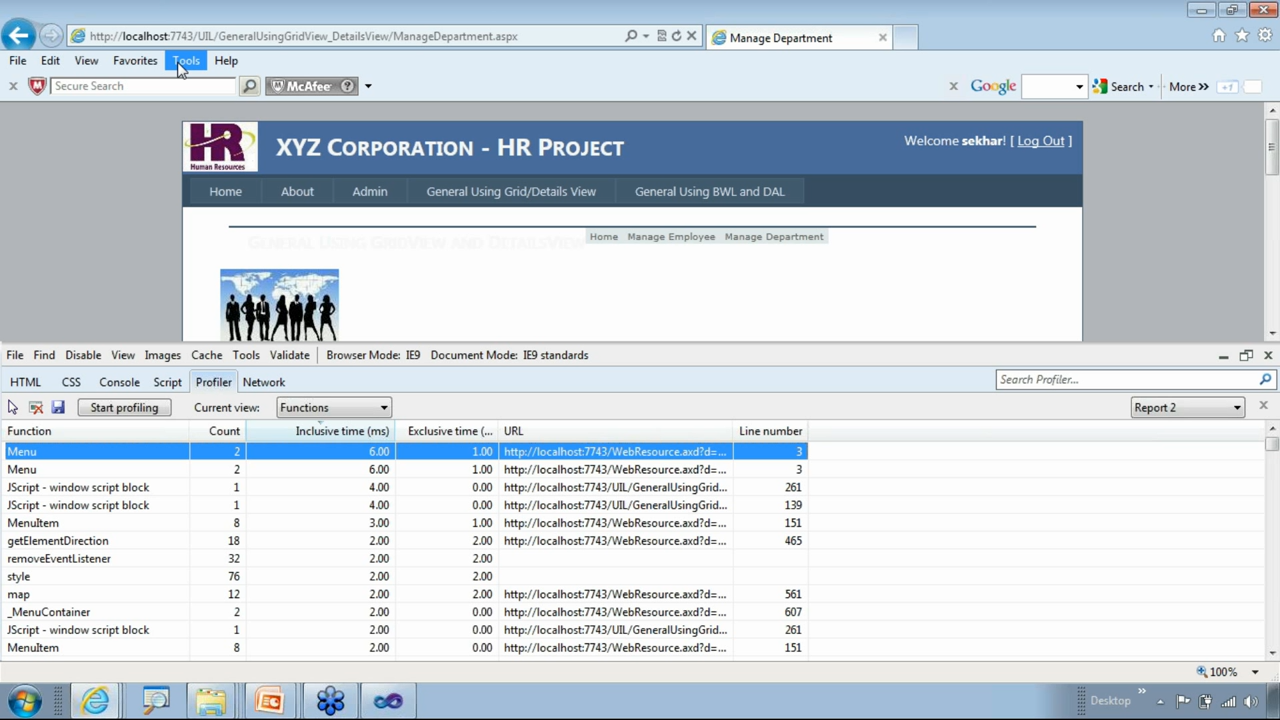 http://localhost:7743/UIL/GeneralUsingGridView_DetailsView/ManageDepartment.aspx
Manage Department
File Edit View Favorites Tools Help
Secure Search McAfee Google Search More »
HR
Human Resources
XYZ Corporation - HR Project
Welcome sekhar! [ Log Out ]
Home About Admin General Using Grid/Details View General Using BWL and DAL
Home Manage Employee Manage Department
General Using GridView and DetailsView
File Find Disable View Images Cache Tools Validate Browser Mode: IE9 Document Mode: IE9 standards
HTML CSS Console Script Profiler Network Search Profiler...
Start profiling Current view: Functions Report 2
Function Count Inclusive time (ms) Exclusive time (... URL Line number
Menu 2 6.00 1.00 http://localhost:7743/WebResource.axd?d=... 3
Menu 2 6.00 1.00 http://localhost:7743/WebResource.axd?d=... 3
JScript - window script block 1 4.00 0.00 http://localhost:7743/UIL/GeneralUsingGrid... 261
JScript - window script block 1 4.00 0.00 http://localhost:7743/UIL/GeneralUsingGrid... 139
MenuItem 8 3.00 1.00 http://localhost:7743/WebResource.axd?d=... 151
getElementDirection 18 2.00 2.00 http://localhost:7743/WebResource.axd?d=... 465
removeEventListener 32 2.00 2.00
style 76 2.00 2.00
map 12 2.00 0.00 http://localhost:7743/WebResource.axd?d=... 561
_MenuContainer 2 2.00 0.00 http://localhost:7743/WebResource.axd?d=... 607
JScript - window script block 1 2.00 0.00 http://localhost:7743/UIL/GeneralUsingGrid... 261
MenuItem 8 2.00 0.00 http://localhost:7743/WebResource.axd?d=... 151
100%
Desktop